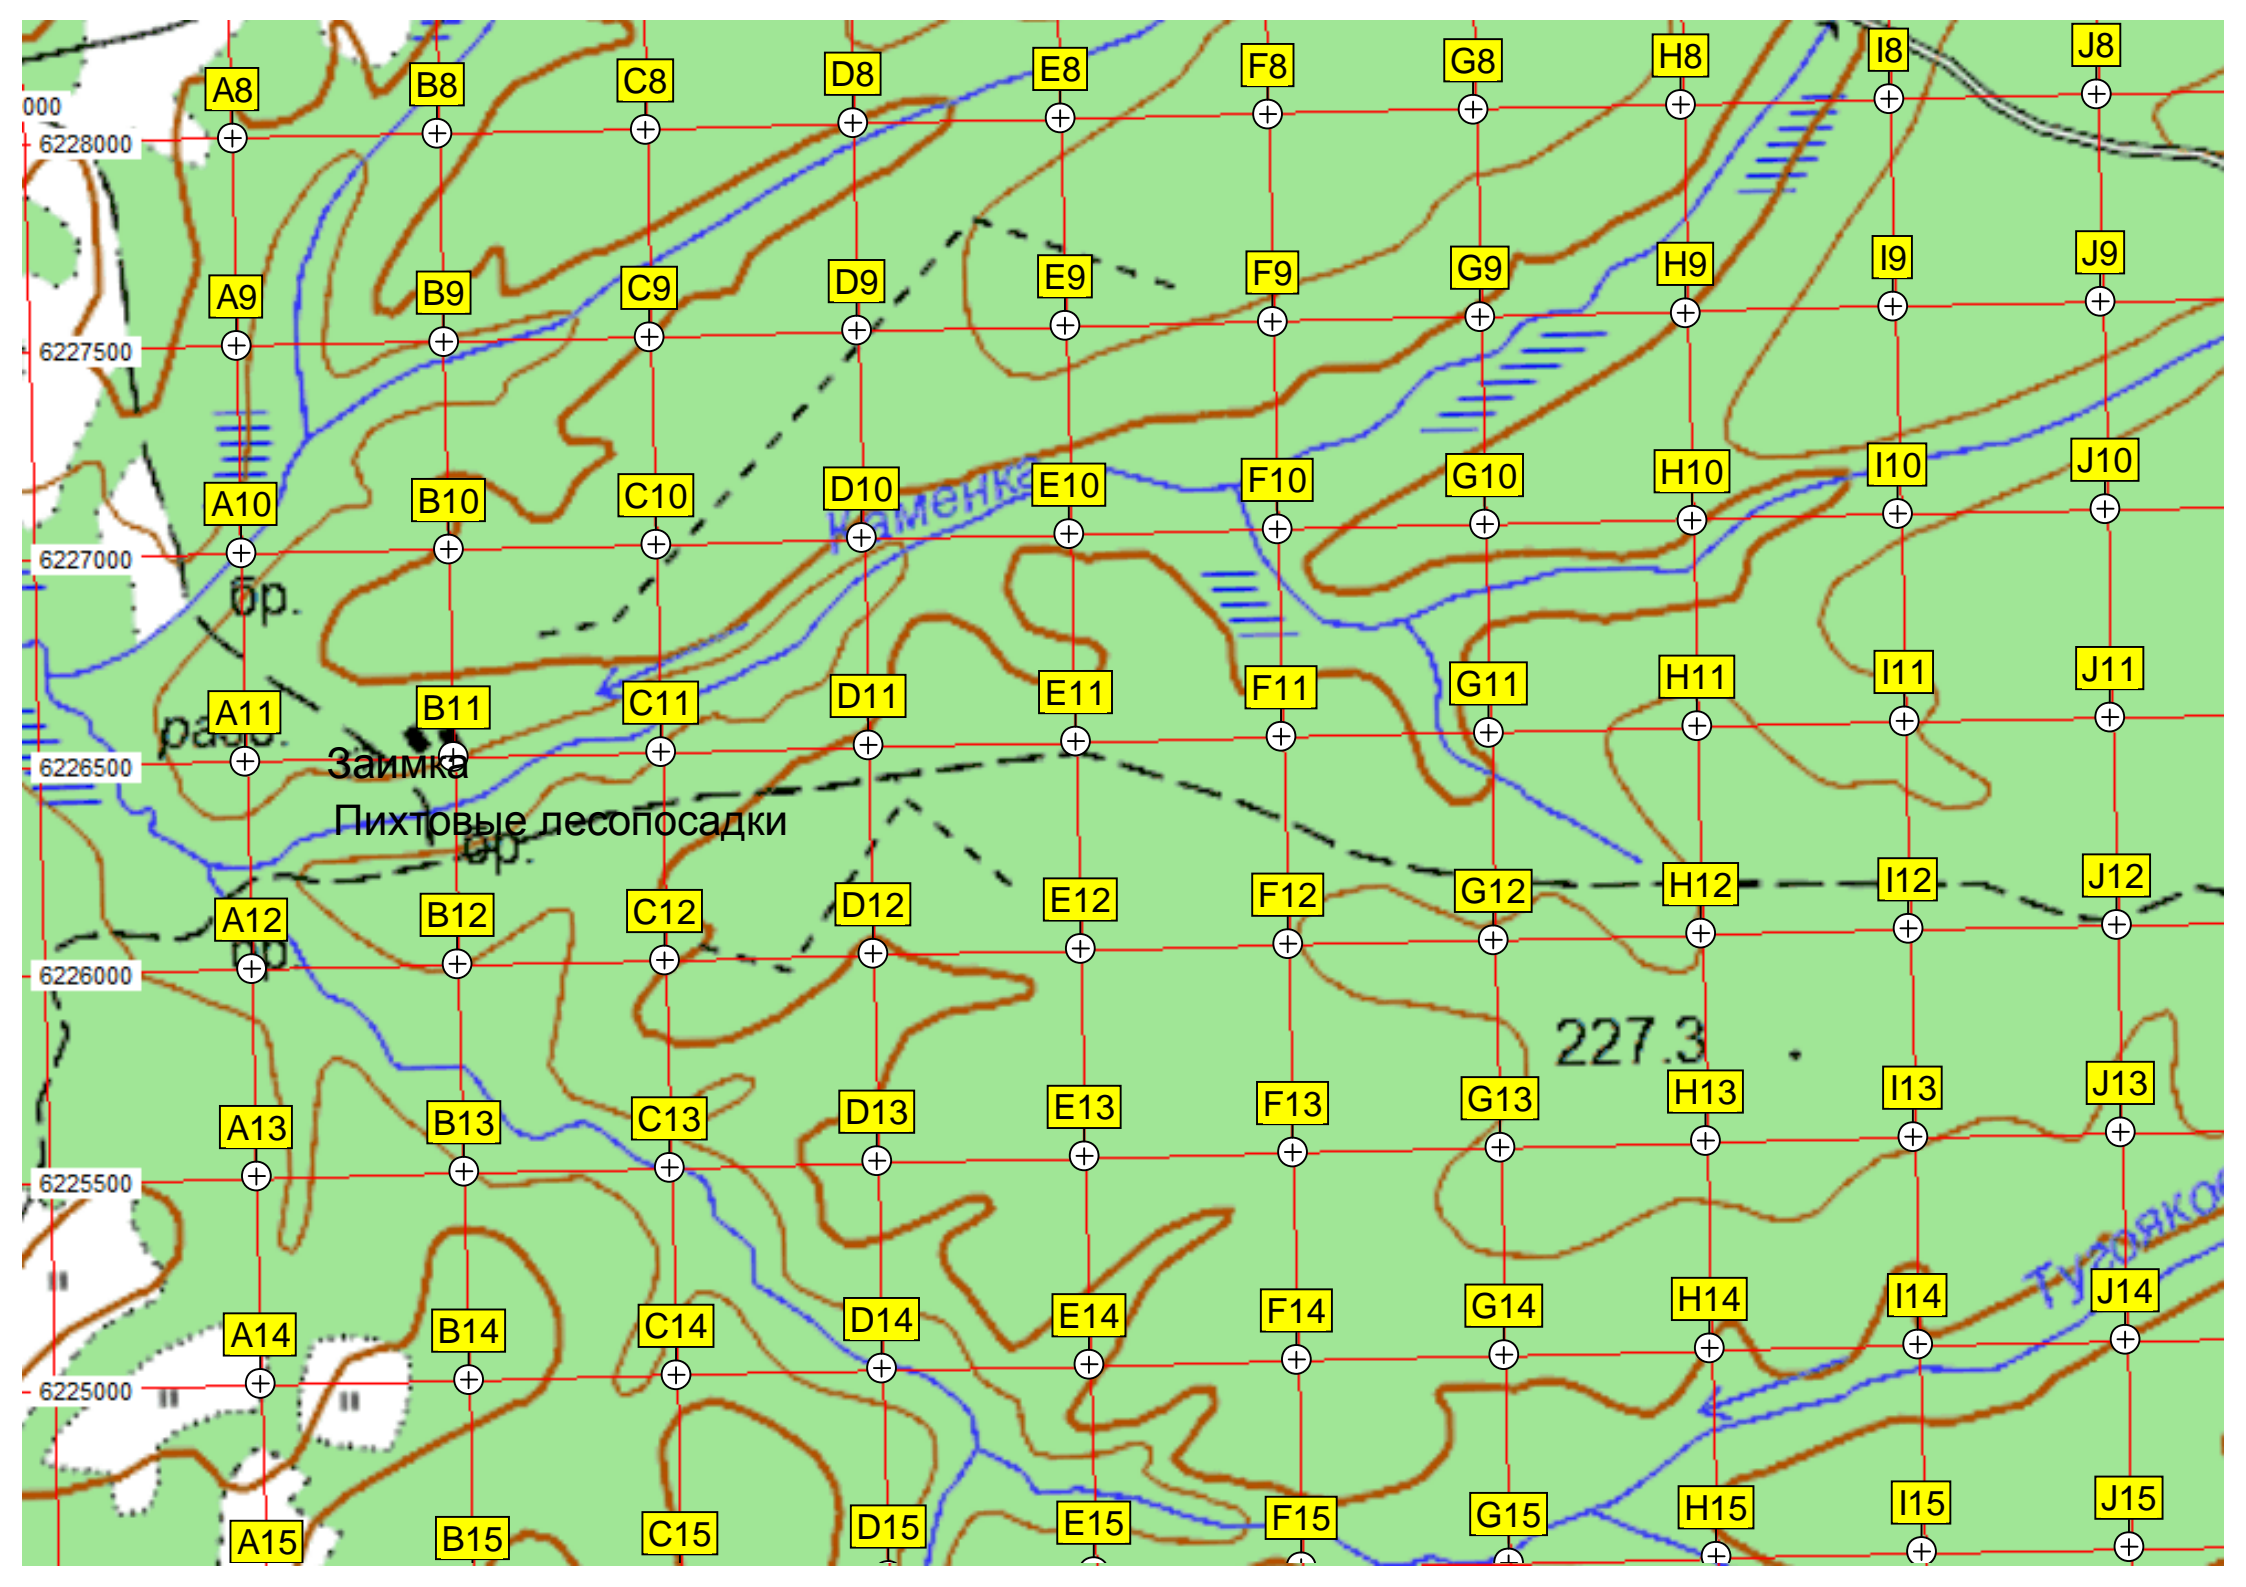 A8 B8 C8 D8 E8 F8 G8 H8 I8 J8
000
6228000
A9 B9 C9 D9 E9 F9 G9 H9 I9 J9
6227500
A10 B10 C10 D10 E10 F10 G10 H10 I10 J10
Каменка
6227000
бр.
A11 B11 C11 D11 E11 F11 G11 H11 I11 J11
разв.
Заимка
6226500
Пихтовые лесопосадки
бр.
A12 B12 C12 D12 E12 F12 G12 H12 I12 J12
6226000
227.3
A13 B13 C13 D13 E13 F13 G13 H13 I13 J13
6225500
A14 B14 C14 D14 E14 F14 G14 H14 I14 J14
6225000
A15 B15 C15 D15 E15 F15 G15 H15 I15 J15